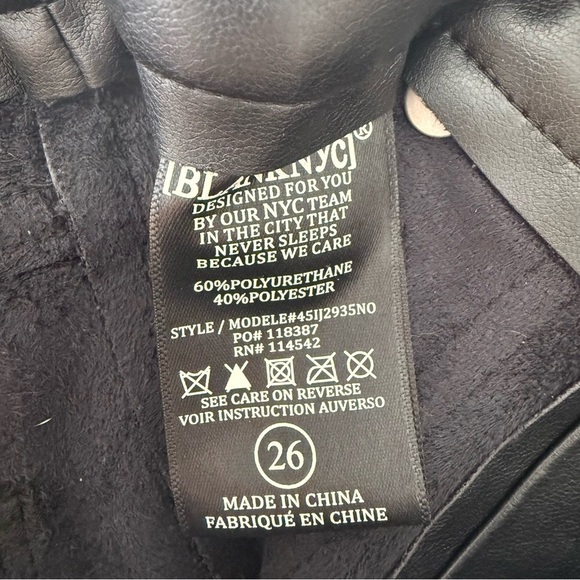 [BLANKNYC]®
DESIGNED FOR YOU
BY OUR NYC TEAM
IN THE CITY THAT
NEVER SLEEPS
BECAUSE WE CARE
60%POLYURETHANE
40%POLYESTER
STYLE / MODELE#45IJ2935NO
PO# 118387
RN# 114542
SEE CARE ON REVERSE
VOIR INSTRUCTION AUVERSO
26
MADE IN CHINA
FABRIQUÉ EN CHINE